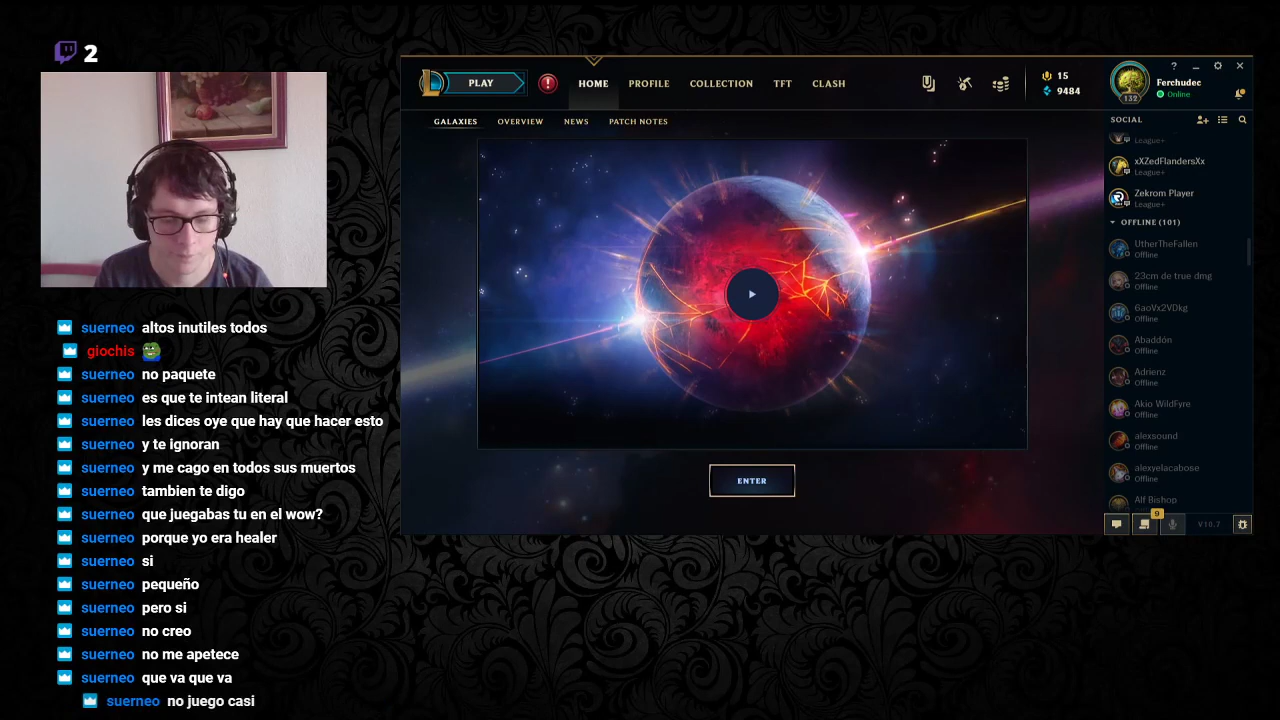 2
suerneo altos inutiles todos
giochis
suerneo no paquete
suerneo es que te intean literal
suerneo les dices oye que hay que hacer esto
suerneo y te ignoran
suerneo y me cago en todos sus muertos
suerneo tambien te digo
suerneo que juegabas tu en el wow?
suerneo porque yo era healer
suerneo si
suerneo pequeño
suerneo pero si
suerneo no creo
suerneo no me apetece
suerneo que va que va
suerneo no juego casi
PLAY
HOME
PROFILE
COLLECTION
TFT
CLASH
15
9484
132
Ferchudec
Online
GALAXIES
OVERVIEW
NEWS
PATCH NOTES
ENTER
SOCIAL
League+
xXZedFlandersXx
League+
Zekrom Player
League+
OFFLINE (101)
UtherTheFallen
Offline
23cm de true dmg
Offline
6aoVx2VDkg
Offline
Abaddón
Offline
Adrienz
Offline
Akio WildFyre
Offline
alexsound
Offline
alexyelacabose
Offline
Alf Bishop
9
V10.7